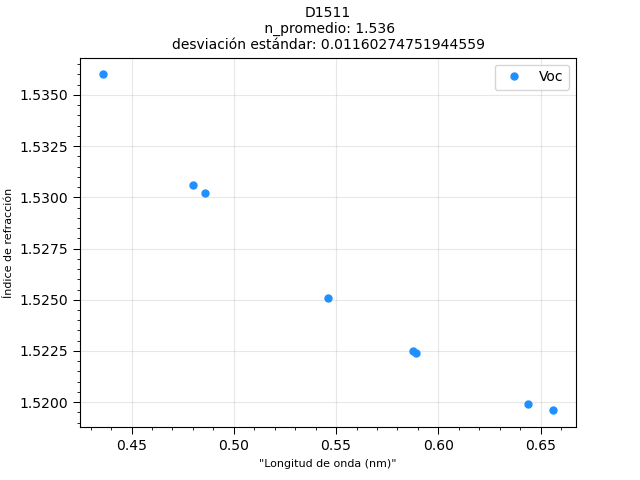 D1511
n_promedio: 1.536
desviación estándar: 0.01160274751944559
Voc
1.5350
1.5325
1.5300
1.5275
1.5250
1.5225
1.5200
Índice de refracción
0.45 0.50 0.55 0.60 0.65
"Longitud de onda (nm)"